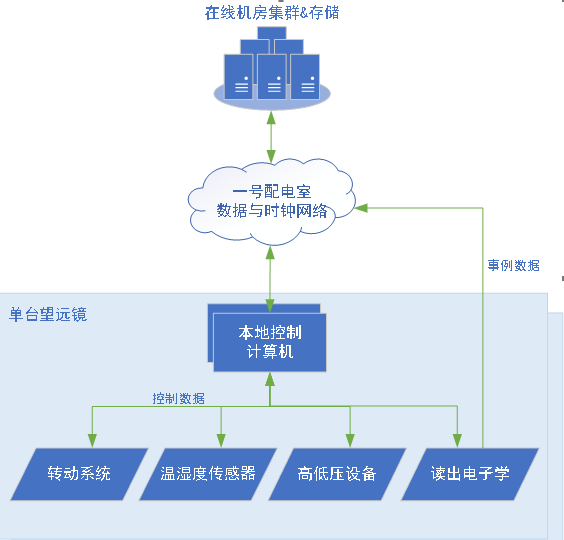 在线机房集群&存储
一号配电室
数据与时钟网络
事例数据
单台望远镜
本地控制
计算机
控制数据
转动系统
温湿度传感器
高低压设备
读出电子学